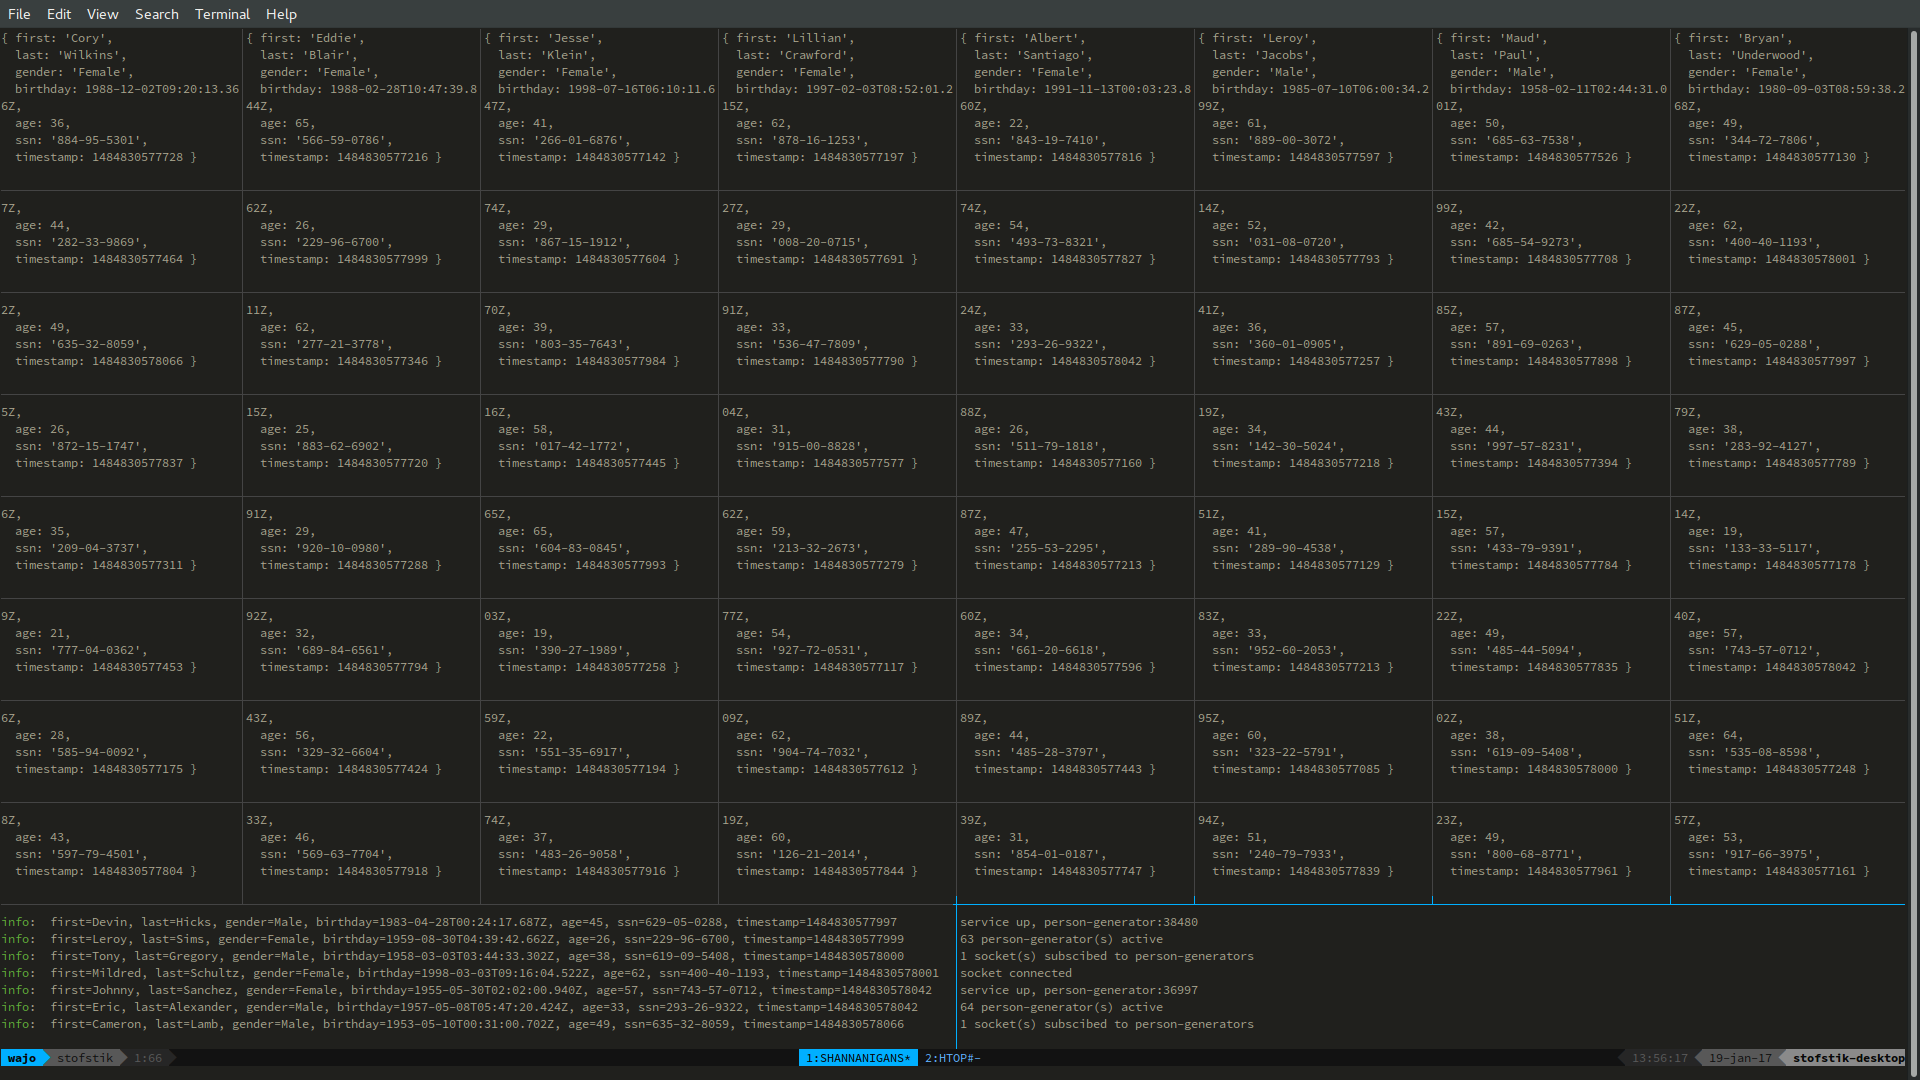 File Edit View Search Terminal Help
{ first: 'Cory', { first: 'Eddie', { first: 'Jesse', { first: 'Lillian', { first: 'Albert', { first: 'Leroy', { first: 'Maud', { first: 'Bryan',
last: 'Wilkins', last: 'Blair', last: 'Klein', last: 'Crawford', last: 'Santiago', last: 'Jacobs', last: 'Paul', last: 'Underwood',
gender: 'Female', gender: 'Female', gender: 'Female', gender: 'Female', gender: 'Female', gender: 'Male', gender: 'Male', gender: 'Female',
birthday: 1988-12-02T09:20:13.36 birthday: 1988-02-28T10:47:39.8 birthday: 1998-07-16T06:10:11.6 birthday: 1997-02-03T08:52:01.2 birthday: 1991-11-13T00:03:23.8 birthday: 1985-07-10T06:00:34.2 birthday: 1958-02-11T02:44:31.0 birthday: 1980-09-03T08:59:38.2
6Z, 44Z, 47Z, 15Z, 60Z, 99Z, 01Z, 68Z,
age: 36, age: 65, age: 41, age: 62, age: 22, age: 61, age: 50, age: 49,
ssn: '884-95-5301', ssn: '566-59-0786', ssn: '266-01-6876', ssn: '878-16-1253', ssn: '843-19-7410', ssn: '889-00-3072', ssn: '685-63-7538', ssn: '344-72-7806',
timestamp: 1484830577728 } timestamp: 1484830577216 } timestamp: 1484830577142 } timestamp: 1484830577197 } timestamp: 1484830577816 } timestamp: 1484830577597 } timestamp: 1484830577526 } timestamp: 1484830577130 }
7Z, 62Z, 74Z, 27Z, 74Z, 14Z, 99Z, 22Z,
age: 44, age: 26, age: 29, age: 29, age: 54, age: 52, age: 42, age: 62,
ssn: '282-33-9869', ssn: '229-96-6700', ssn: '867-15-1912', ssn: '008-20-0715', ssn: '493-73-8321', ssn: '031-08-0720', ssn: '685-54-9273', ssn: '400-40-1193',
timestamp: 1484830577464 } timestamp: 1484830577999 } timestamp: 1484830577604 } timestamp: 1484830577691 } timestamp: 1484830577827 } timestamp: 1484830577793 } timestamp: 1484830577708 } timestamp: 1484830578001 }
2Z, 11Z, 70Z, 91Z, 24Z, 41Z, 85Z, 87Z,
age: 49, age: 62, age: 39, age: 33, age: 33, age: 36, age: 57, age: 45,
ssn: '635-32-8059', ssn: '277-21-3778', ssn: '803-35-7643', ssn: '536-47-7809', ssn: '293-26-9322', ssn: '360-01-0905', ssn: '891-69-0263', ssn: '629-05-0288',
timestamp: 1484830578066 } timestamp: 1484830577346 } timestamp: 1484830577984 } timestamp: 1484830577790 } timestamp: 1484830578042 } timestamp: 1484830577257 } timestamp: 1484830577898 } timestamp: 1484830577997 }
5Z, 15Z, 16Z, 04Z, 88Z, 19Z, 43Z, 79Z,
age: 26, age: 25, age: 58, age: 31, age: 26, age: 34, age: 44, age: 38,
ssn: '872-15-1747', ssn: '883-62-6902', ssn: '017-42-1772', ssn: '915-00-8828', ssn: '511-79-1818', ssn: '142-30-5024', ssn: '997-57-8231', ssn: '283-92-4127',
timestamp: 1484830577837 } timestamp: 1484830577720 } timestamp: 1484830577445 } timestamp: 1484830577577 } timestamp: 1484830577160 } timestamp: 1484830577218 } timestamp: 1484830577394 } timestamp: 1484830577789 }
6Z, 91Z, 65Z, 62Z, 87Z, 51Z, 15Z, 14Z,
age: 35, age: 29, age: 65, age: 59, age: 47, age: 41, age: 57, age: 19,
ssn: '209-04-3737', ssn: '920-10-0980', ssn: '604-83-0845', ssn: '213-32-2673', ssn: '255-53-2295', ssn: '289-90-4538', ssn: '433-79-9391', ssn: '133-33-5117',
timestamp: 1484830577311 } timestamp: 1484830577288 } timestamp: 1484830577993 } timestamp: 1484830577279 } timestamp: 1484830577213 } timestamp: 1484830577129 } timestamp: 1484830577784 } timestamp: 1484830577178 }
9Z, 92Z, 03Z, 77Z, 60Z, 83Z, 22Z, 40Z,
age: 21, age: 32, age: 19, age: 54, age: 34, age: 33, age: 49, age: 57,
ssn: '777-04-0362', ssn: '689-84-6561', ssn: '390-27-1989', ssn: '927-72-0531', ssn: '661-20-6618', ssn: '952-60-2053', ssn: '485-44-5094', ssn: '743-57-0712',
timestamp: 1484830577453 } timestamp: 1484830577794 } timestamp: 1484830577258 } timestamp: 1484830577117 } timestamp: 1484830577596 } timestamp: 1484830577213 } timestamp: 1484830577835 } timestamp: 1484830578042 }
6Z, 43Z, 59Z, 09Z, 89Z, 95Z, 02Z, 51Z,
age: 28, age: 56, age: 22, age: 62, age: 44, age: 60, age: 38, age: 64,
ssn: '585-94-0092', ssn: '329-32-6604', ssn: '551-35-6917', ssn: '904-74-7032', ssn: '485-28-3797', ssn: '323-22-5791', ssn: '619-09-5408', ssn: '535-08-8598',
timestamp: 1484830577175 } timestamp: 1484830577424 } timestamp: 1484830577194 } timestamp: 1484830577612 } timestamp: 1484830577443 } timestamp: 1484830577085 } timestamp: 1484830578000 } timestamp: 1484830577248 }
8Z, 33Z, 74Z, 19Z, 39Z, 94Z, 23Z, 57Z,
age: 43, age: 46, age: 37, age: 60, age: 31, age: 51, age: 49, age: 53,
ssn: '597-79-4501', ssn: '569-63-7704', ssn: '483-26-9058', ssn: '126-21-2014', ssn: '854-01-0187', ssn: '240-79-7933', ssn: '800-68-8771', ssn: '917-66-3975',
timestamp: 1484830577804 } timestamp: 1484830577918 } timestamp: 1484830577916 } timestamp: 1484830577844 } timestamp: 1484830577747 } timestamp: 1484830577839 } timestamp: 1484830577961 } timestamp: 1484830577161 }
info: first=Devin, last=Hicks, gender=Male, birthday=1983-04-28T00:24:17.687Z, age=45, ssn=629-05-0288, timestamp=1484830577997
info: first=Leroy, last=Sims, gender=Female, birthday=1959-08-30T04:39:42.662Z, age=26, ssn=229-96-6700, timestamp=1484830577999
info: first=Tony, last=Gregory, gender=Male, birthday=1958-03-03T03:44:33.302Z, age=38, ssn=619-09-5408, timestamp=1484830578000
info: first=Mildred, last=Schultz, gender=Female, birthday=1998-03-03T09:16:04.522Z, age=62, ssn=400-40-1193, timestamp=1484830578001
info: first=Johnny, last=Sanchez, gender=Female, birthday=1955-05-30T02:02:00.940Z, age=57, ssn=743-57-0712, timestamp=1484830578042
info: first=Eric, last=Alexander, gender=Male, birthday=1957-05-08T05:47:20.424Z, age=33, ssn=293-26-9322, timestamp=1484830578042
info: first=Cameron, last=Lamb, gender=Male, birthday=1953-05-10T00:31:00.702Z, age=49, ssn=635-32-8059, timestamp=1484830578066
service up, person-generator:38480
63 person-generator(s) active
1 socket(s) subscibed to person-generators
socket connected
service up, person-generator:36997
64 person-generator(s) active
1 socket(s) subscibed to person-generators
wajo stofstik 1:66 1:SHANNANIGANS* 2:HTOP#- 13:56:17 19-jan-17 stofstik-desktop